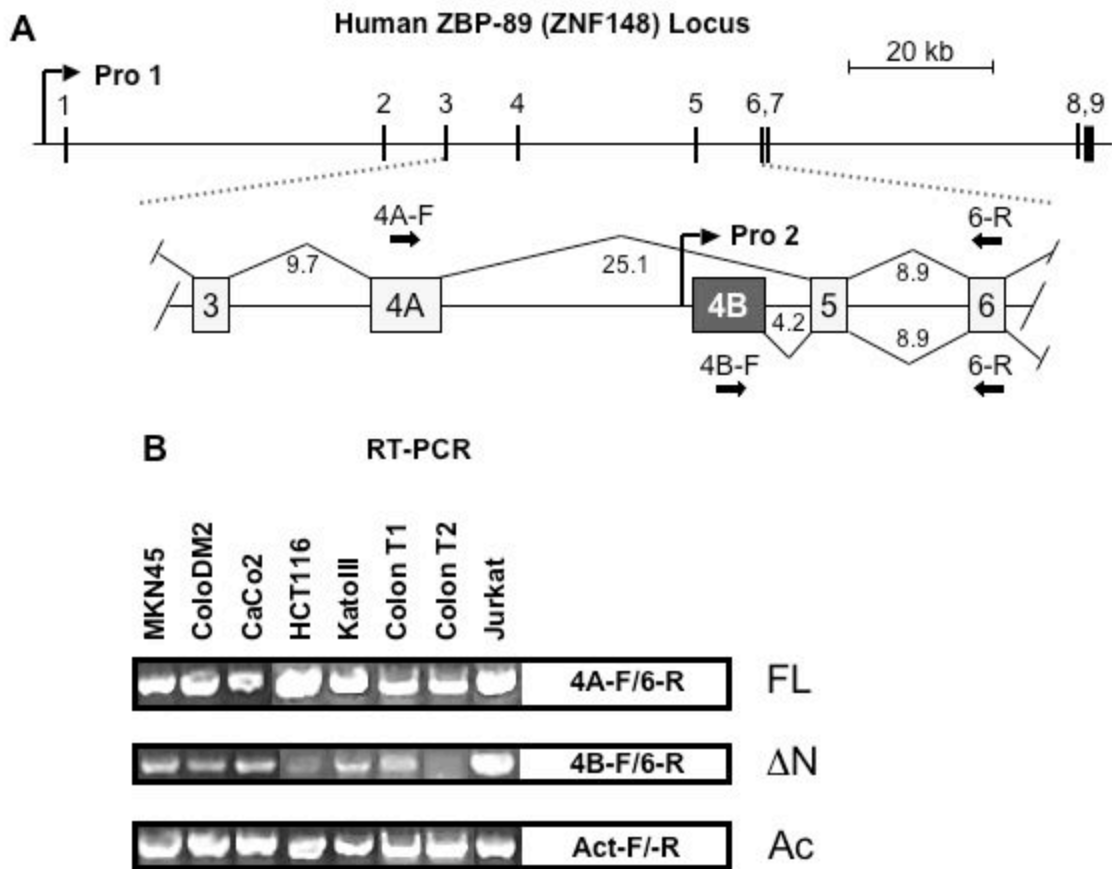 A
Human ZBP-89 (ZNF148) Locus
20 kb
Pro 1
1 2 3 4 5 6,7 8,9
4A-F 6-R
Pro 2
9.7 25.1 8.9
3 4A 4B 5 6
4.2 8.9
4B-F 6-R
B RT-PCR
MKN45 ColoDM2 CaCo2 HCT116 KatoIII Colon T1 Colon T2 Jurkat
4A-F/6-R FL
4B-F/6-R ΔN
Act-F/-R Ac